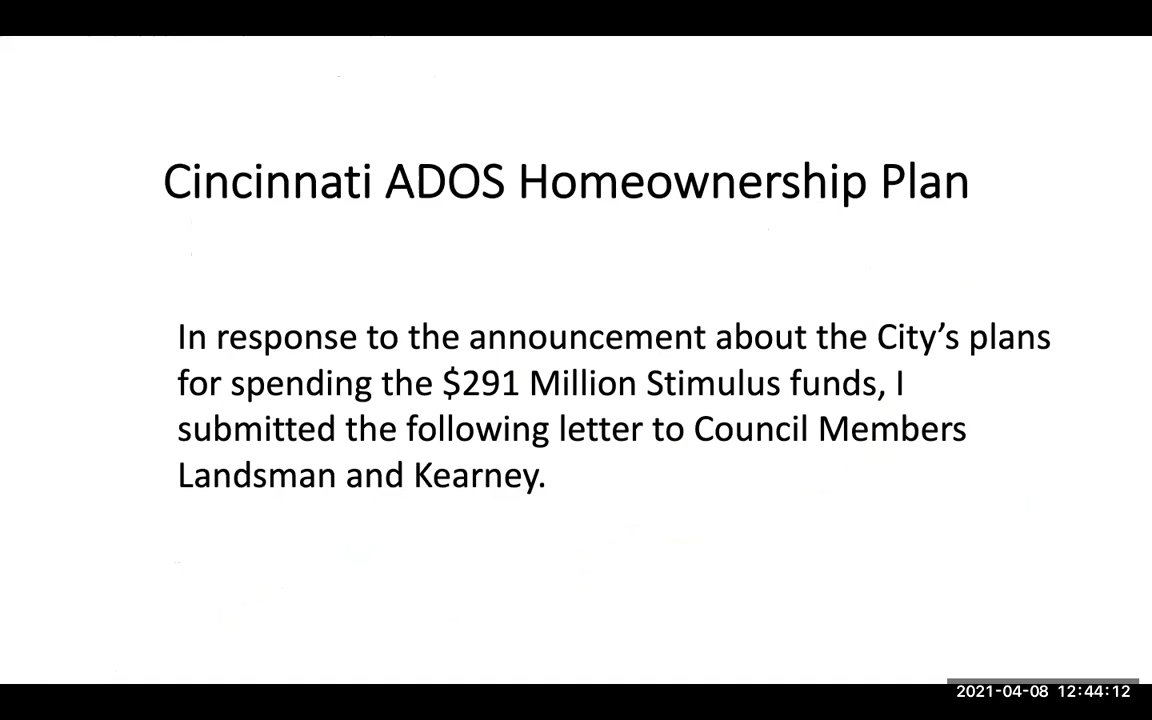 Cincinnati ADOS Homeownership Plan
In response to the announcement about the City’s plans
for spending the $291 Million Stimulus funds, I
submitted the following letter to Council Members
Landsman and Kearney.
2021-04-08 12:44:12